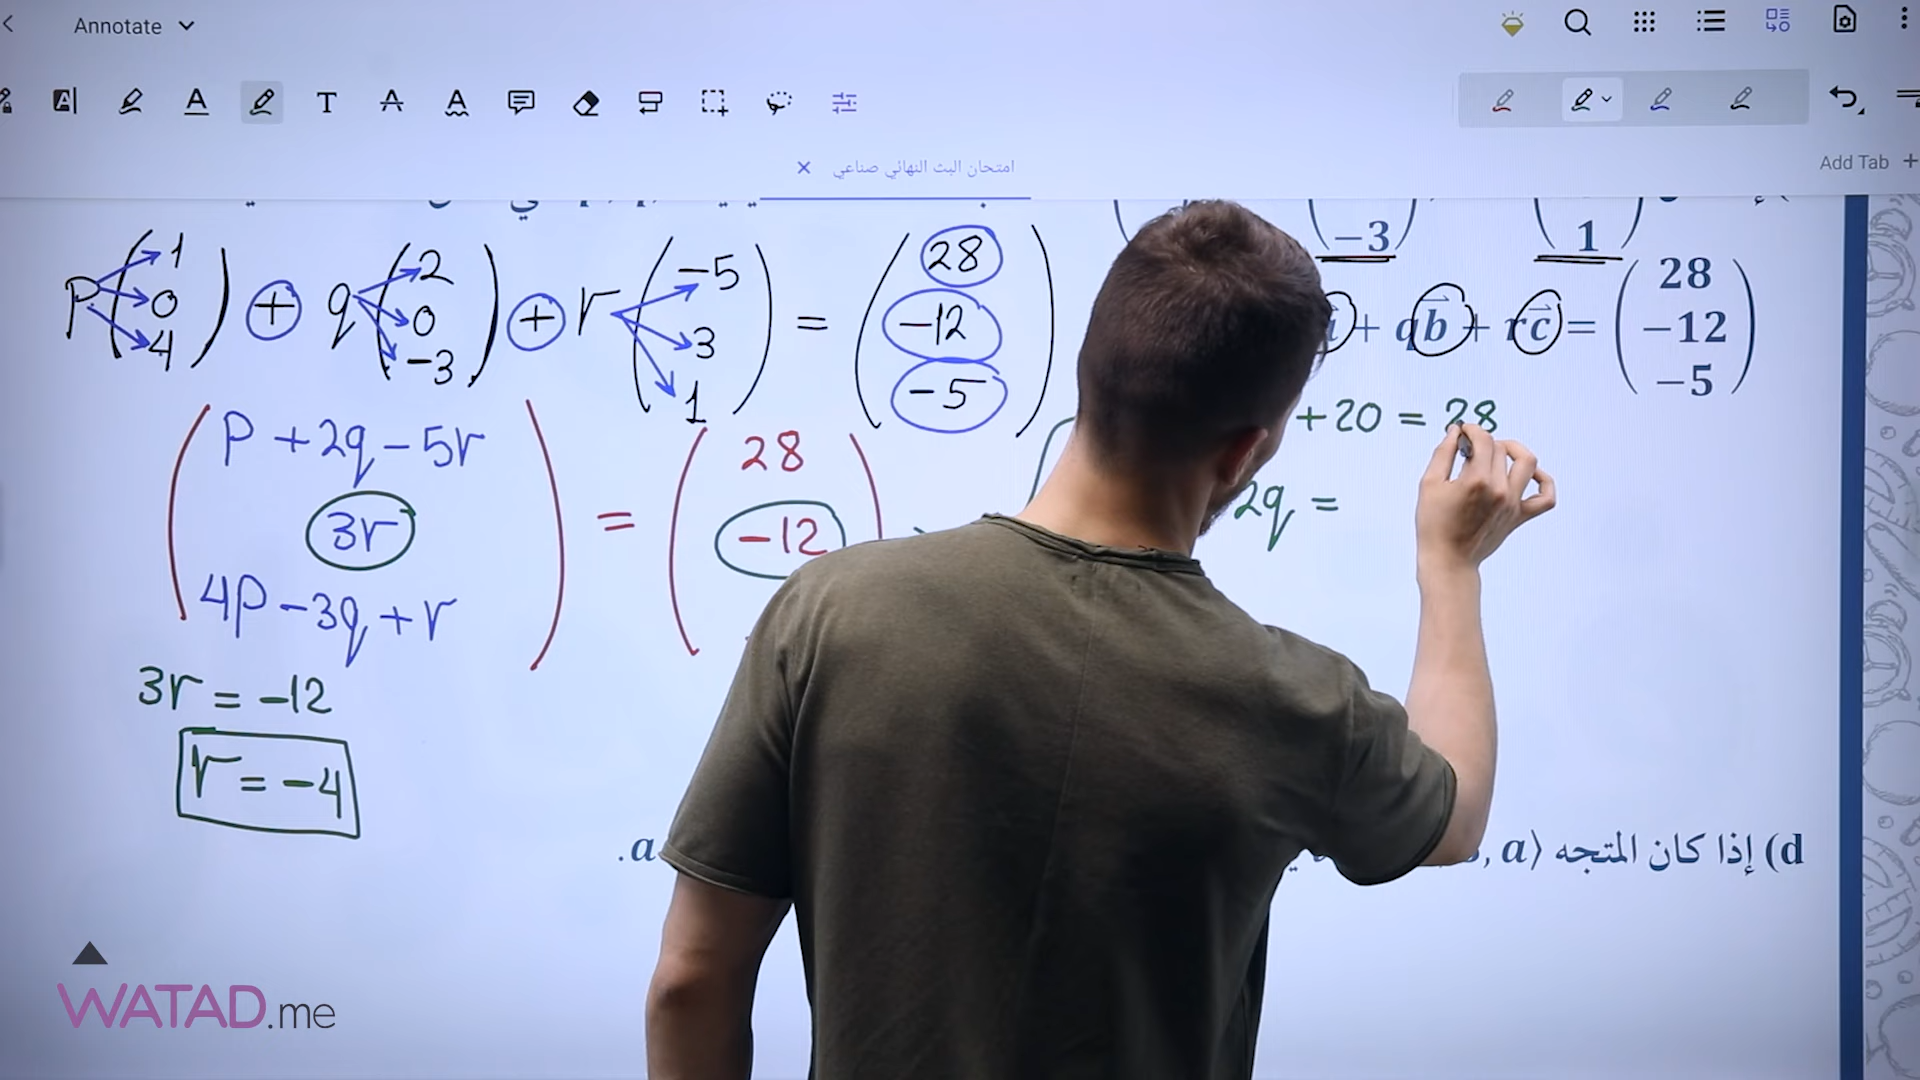 Annotate
امتحان البث النهائي صناعي
Add Tab +
P(1 0 4) + q(2 0 -3) + r(-5 3 1) = (28 -12 -5)
-3
1
+ qb + rc = (28 -12 -5)
(P + 2q - 5r
3r
4P - 3q + r) = (28
-12
+ 20 = 28
2q =
3r = -12
r = -4
d) إذا كان المتجه (a ,
a.
WATAD.me